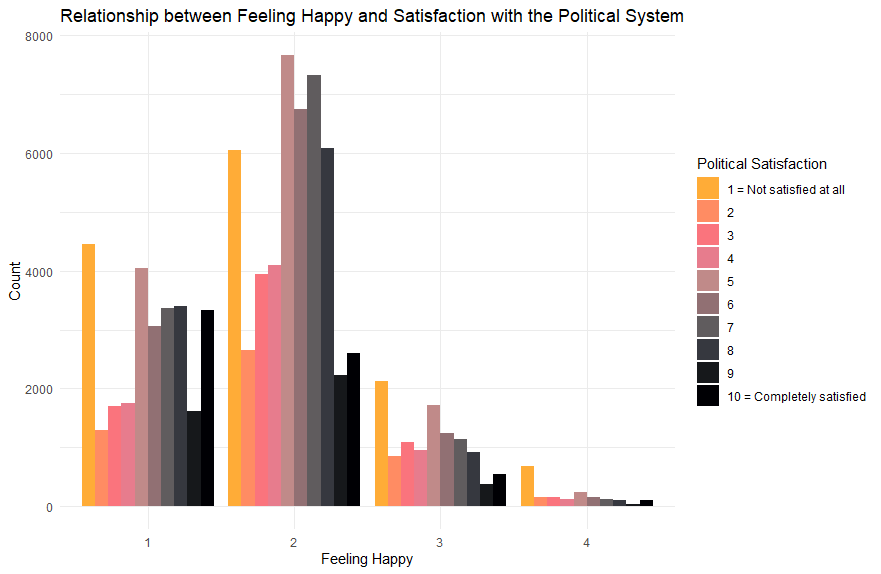 Relationship between Feeling Happy and Satisfaction with the Political System
8000
6000
4000
2000
0
Count
1
2
3
4
Feeling Happy
Political Satisfaction
1 = Not satisfied at all
2
3
4
5
6
7
8
9
10 = Completely satisfied